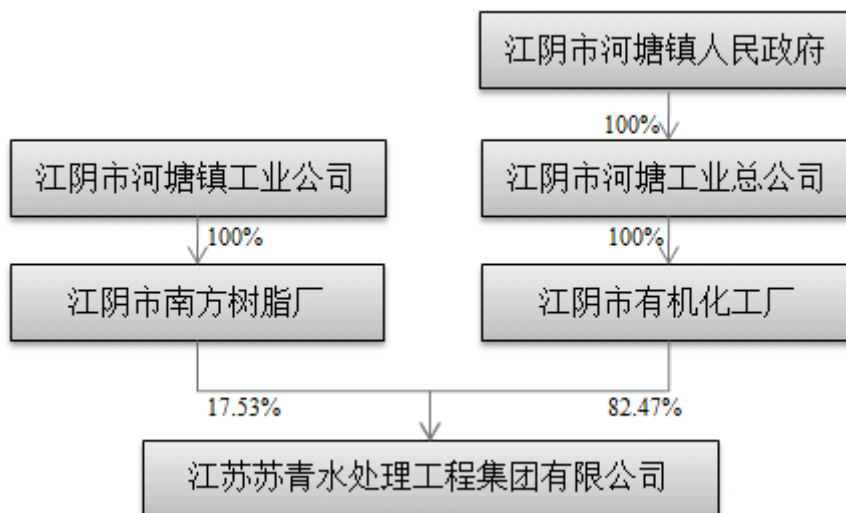 江阴市河塘镇人民政府
100%
江阴市河塘镇工业公司
江阴市河塘工业总公司
100%
100%
江阴市南方树脂厂
江阴市有机化工厂
17.53%
82.47%
江苏苏青水处理工程集团有限公司